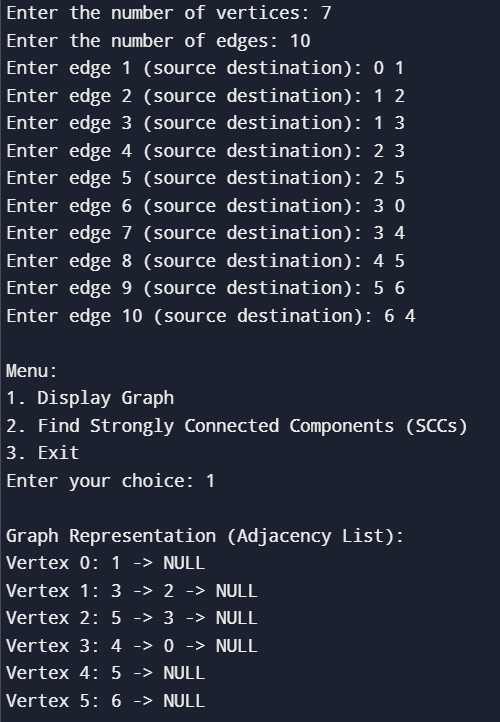 Enter the number of vertices: 7
Enter the number of edges: 10
Enter edge 1 (source destination): 0 1
Enter edge 2 (source destination): 1 2
Enter edge 3 (source destination): 1 3
Enter edge 4 (source destination): 2 3
Enter edge 5 (source destination): 2 5
Enter edge 6 (source destination): 3 0
Enter edge 7 (source destination): 3 4
Enter edge 8 (source destination): 4 5
Enter edge 9 (source destination): 5 6
Enter edge 10 (source destination): 6 4
Menu:
1. Display Graph
2. Find Strongly Connected Components (SCCs)
3. Exit
Enter your choice: 1
Graph Representation (Adjacency List):
Vertex 0: 1 -> NULL
Vertex 1: 3 -> 2 -> NULL
Vertex 2: 5 -> 3 -> NULL
Vertex 3: 4 -> 0 -> NULL
Vertex 4: 5 -> NULL
Vertex 5: 6 -> NULL